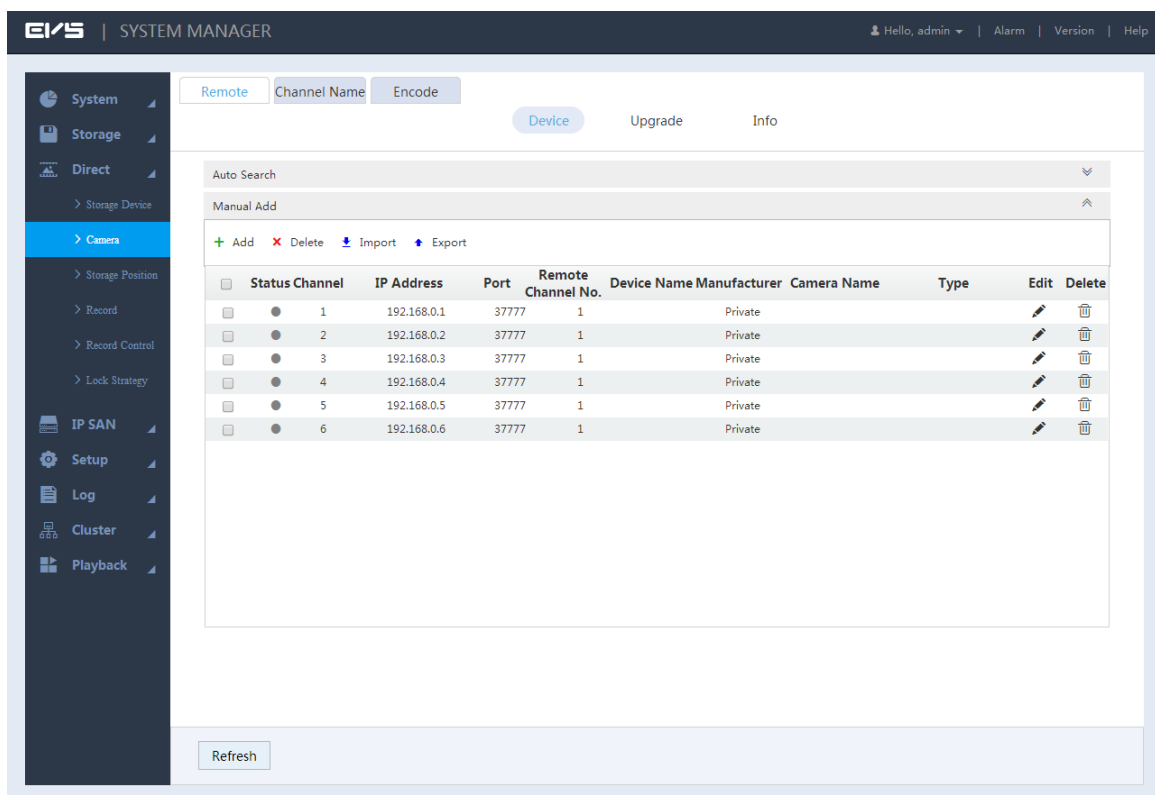 EVS | SYSTEM MANAGER
Hello, admin | Alarm | Version | Help
System
Storage
Direct
> Storage Device
> Camera
> Storage Position
> Record
> Record Control
> Lock Strategy
IP SAN
Setup
Log
Cluster
Playback
Remote Channel Name Encode
Device Upgrade Info
Auto Search
Manual Add
+ Add × Delete Import Export
Status Channel IP Address Port Remote Channel No. Device Name Manufacturer Camera Name Type Edit Delete
1 192.168.0.1 37777 1 Private
2 192.168.0.2 37777 1 Private
3 192.168.0.3 37777 1 Private
4 192.168.0.4 37777 1 Private
5 192.168.0.5 37777 1 Private
6 192.168.0.6 37777 1 Private
Refresh